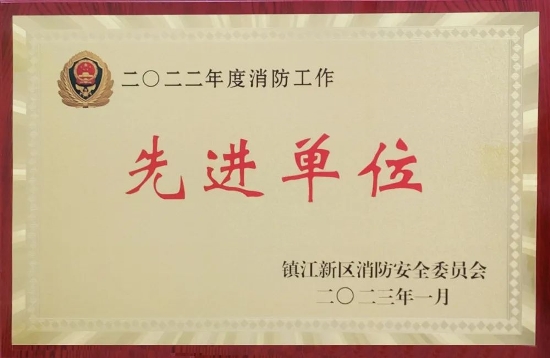 二〇二二年度消防工作
先进单位
镇江新区消防安全委员会
二〇二三年一月